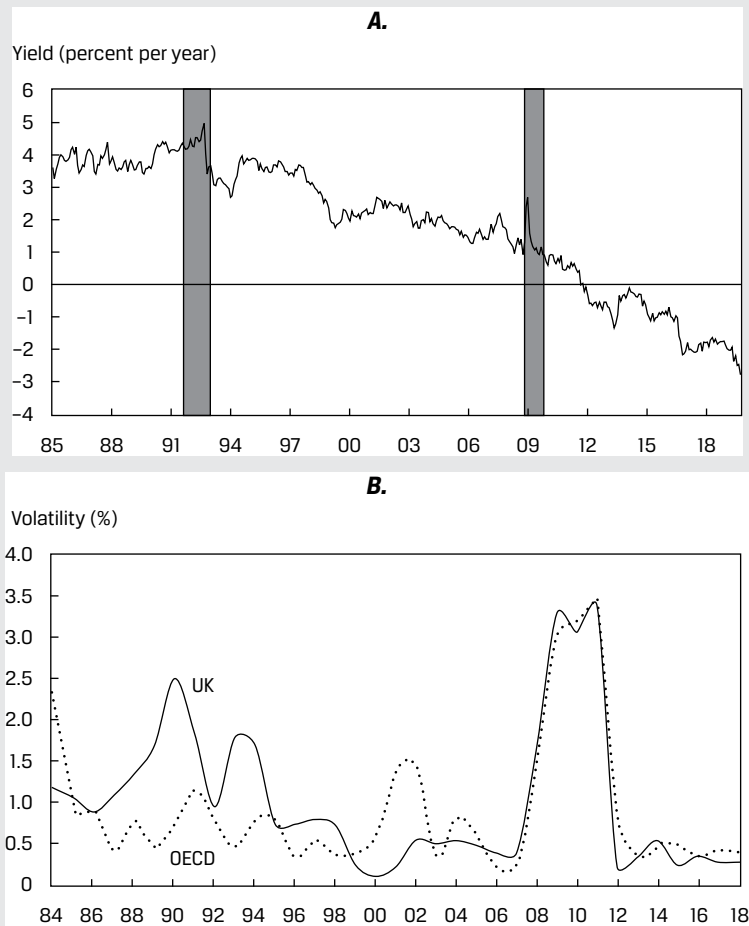 A.
Yield (percent per year)
6
5
4
3
2
1
0
–1
–2
–3
–4
85 88 91 94 97 00 03 06 09 12 15 18
B.
Volatility (%)
4.0
3.5
3.0
2.5
UK
2.0
1.5
1.0
0.5
OECD
0
84 86 88 90 92 94 96 98 00 02 04 06 08 10 12 14 16 18